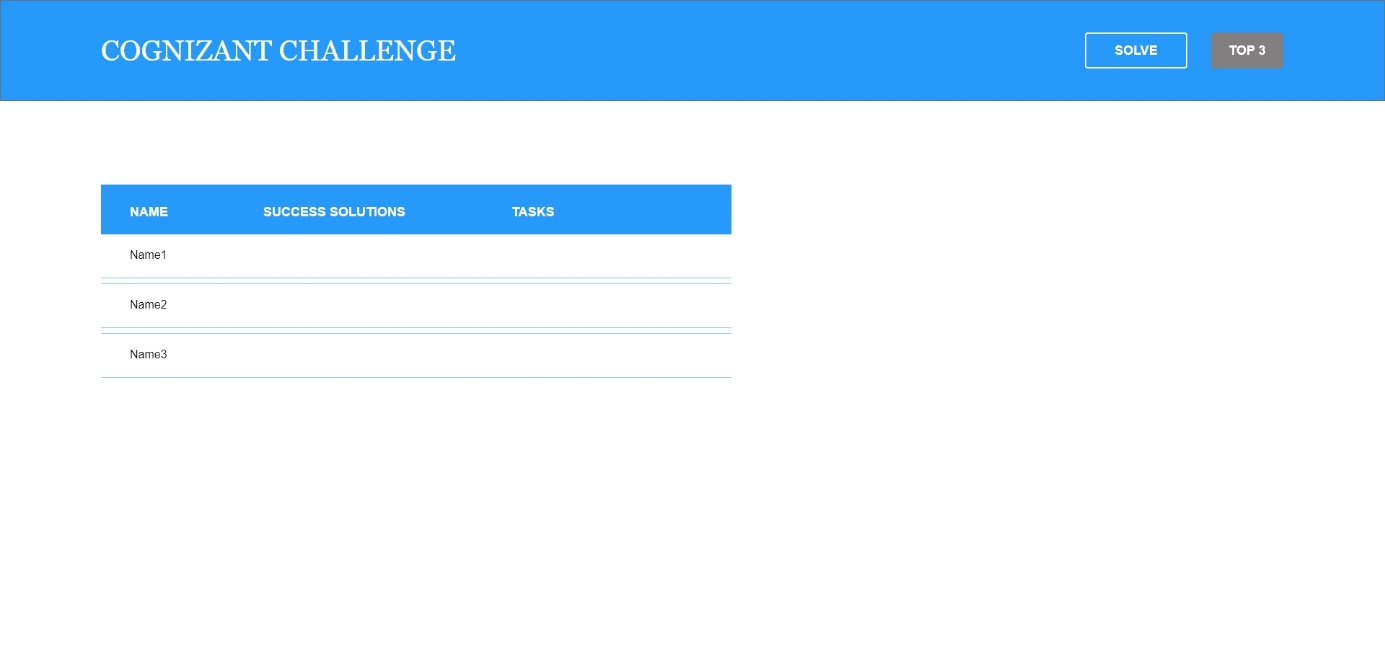 COGNIZANT CHALLENGE
SOLVE
TOP 3
NAME SUCCESS SOLUTIONS TASKS
Name1
Name2
Name3